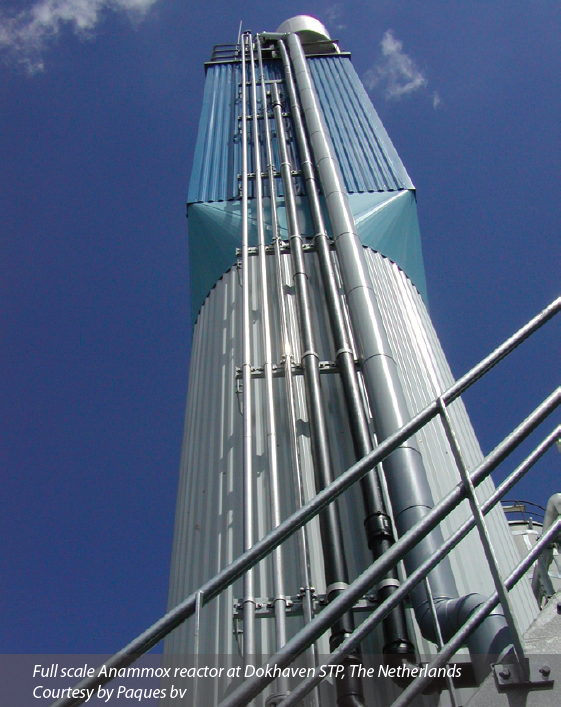 Full scale Anammox reactor at Dokhaven STP, The Netherlands
Courtesy by Paques bv